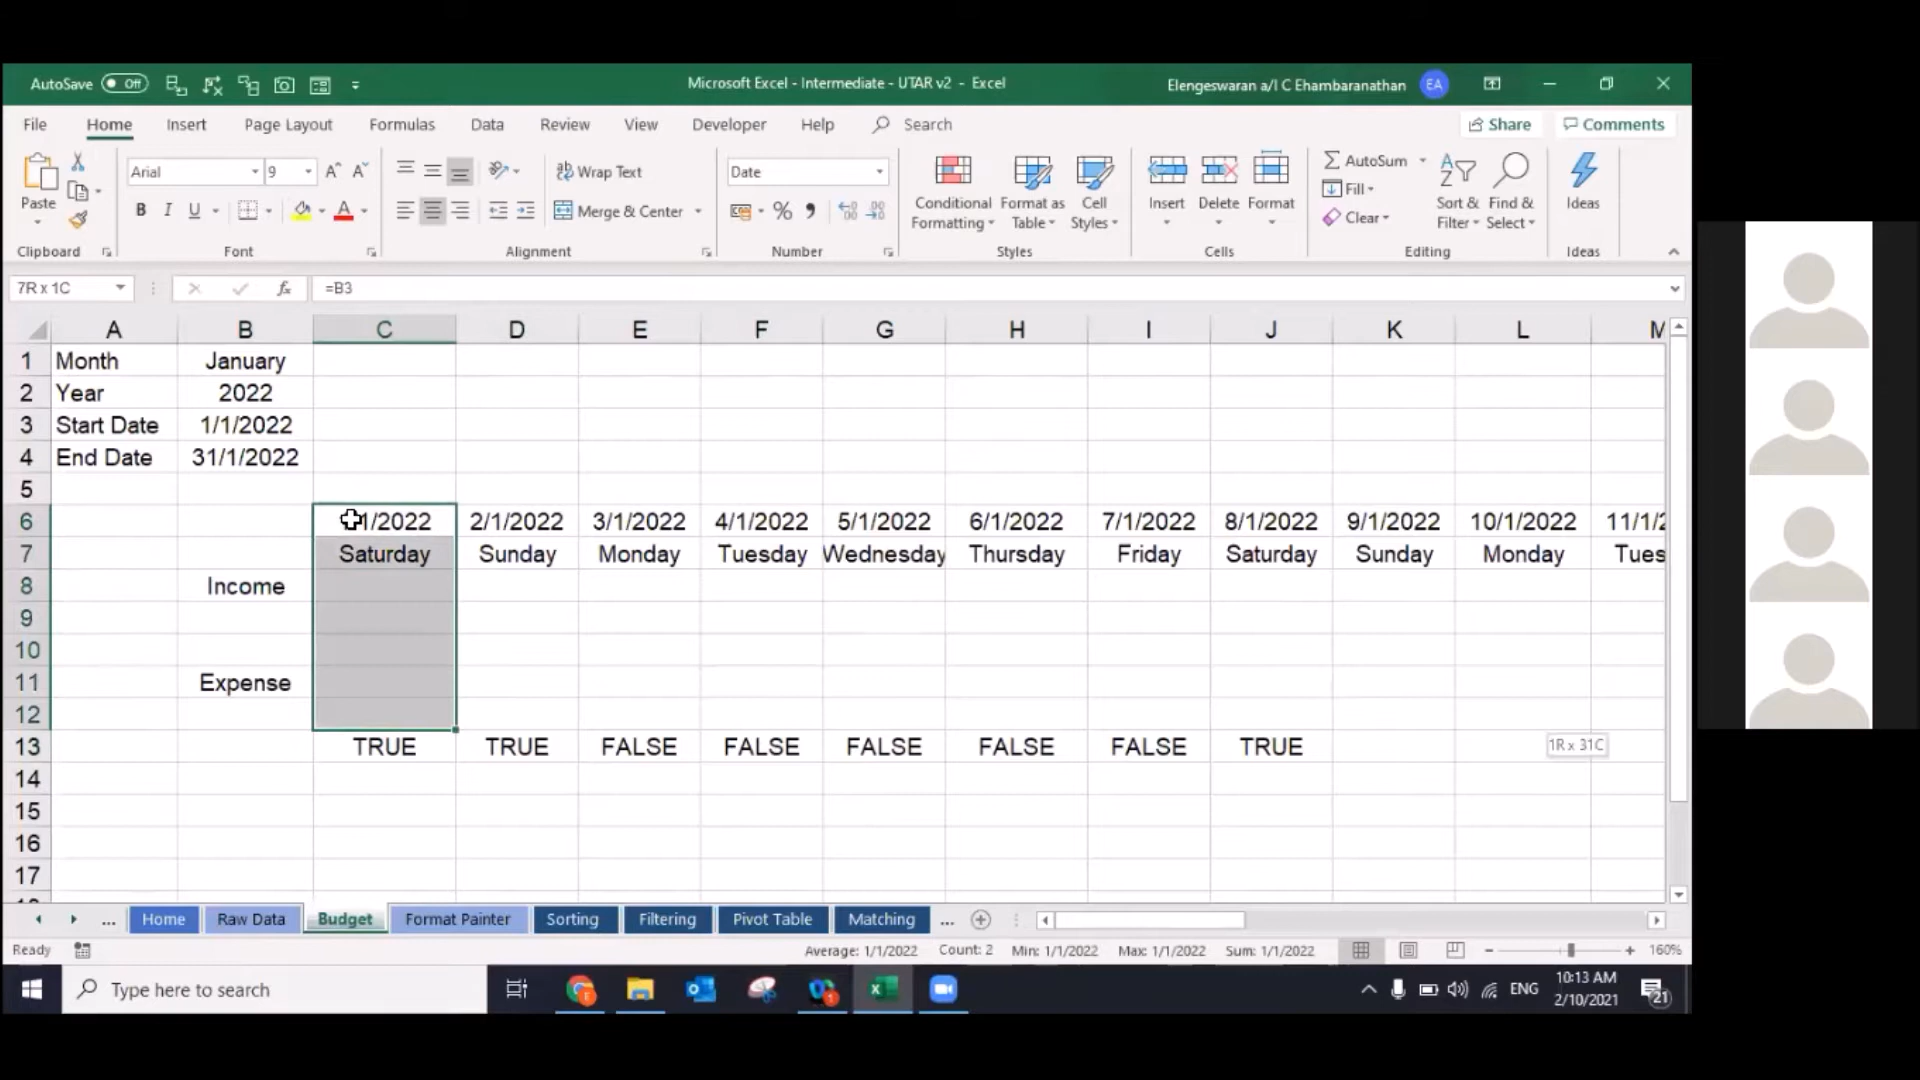 AutoSave Off Microsoft Excel - Intermediate - UTAR v2 - Excel Elengeswaran a/l C Ehambaranathan EA
File Home Insert Page Layout Formulas Data Review View Developer Help Search Share Comments
Paste Arial 9 Wrap Text Date Conditional Formatting Format as Table Cell Styles Insert Delete Format AutoSum Sort & Filter Find & Select Ideas
B I U Merge & Center % Fill
Clear
Clipboard Font Alignment Number Styles Cells Editing Ideas
7R x 1C fx =B3
A B C D E F G H I J K L M
1 Month January
2 Year 2022
3 Start Date 1/1/2022
4 End Date 31/1/2022
5
6 1/2022 2/1/2022 3/1/2022 4/1/2022 5/1/2022 6/1/2022 7/1/2022 8/1/2022 9/1/2022 10/1/2022 11/1/2
7 Saturday Sunday Monday Tuesday Wednesday Thursday Friday Saturday Sunday Monday Tues
8 Income
9
10
11 Expense
12
13 TRUE TRUE FALSE FALSE FALSE FALSE FALSE TRUE 1R x 31C
14
15
16
17
... Home Raw Data Budget Format Painter Sorting Filtering Pivot Table Matching ...
Ready Average: 1/1/2022 Count: 2 Min: 1/1/2022 Max: 1/1/2022 Sum: 1/1/2022 160%
Type here to search ENG 10:13 AM
2/10/2021 21